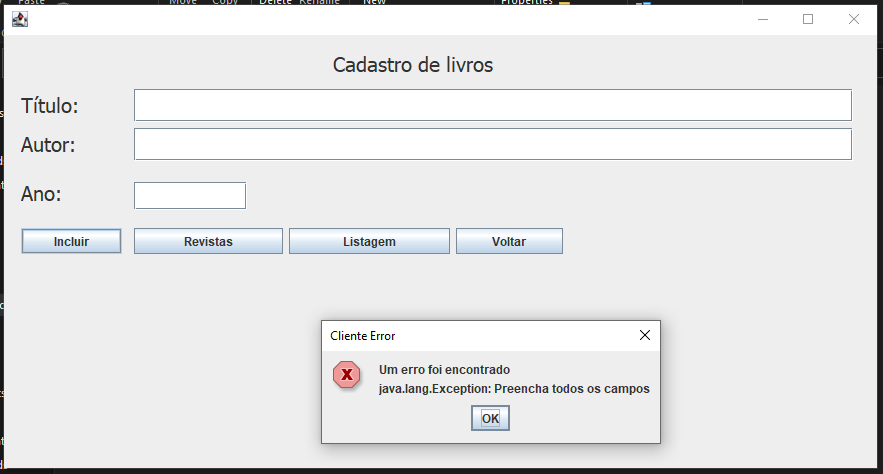 Paste
Move
Copy
Delete
Rename
New
Properties
Cadastro de livros
Título:
Autor:
Ano:
Incluir
Revistas
Listagem
Voltar
Cliente Error
Um erro foi encontrado
java.lang.Exception: Preencha todos os campos
OK